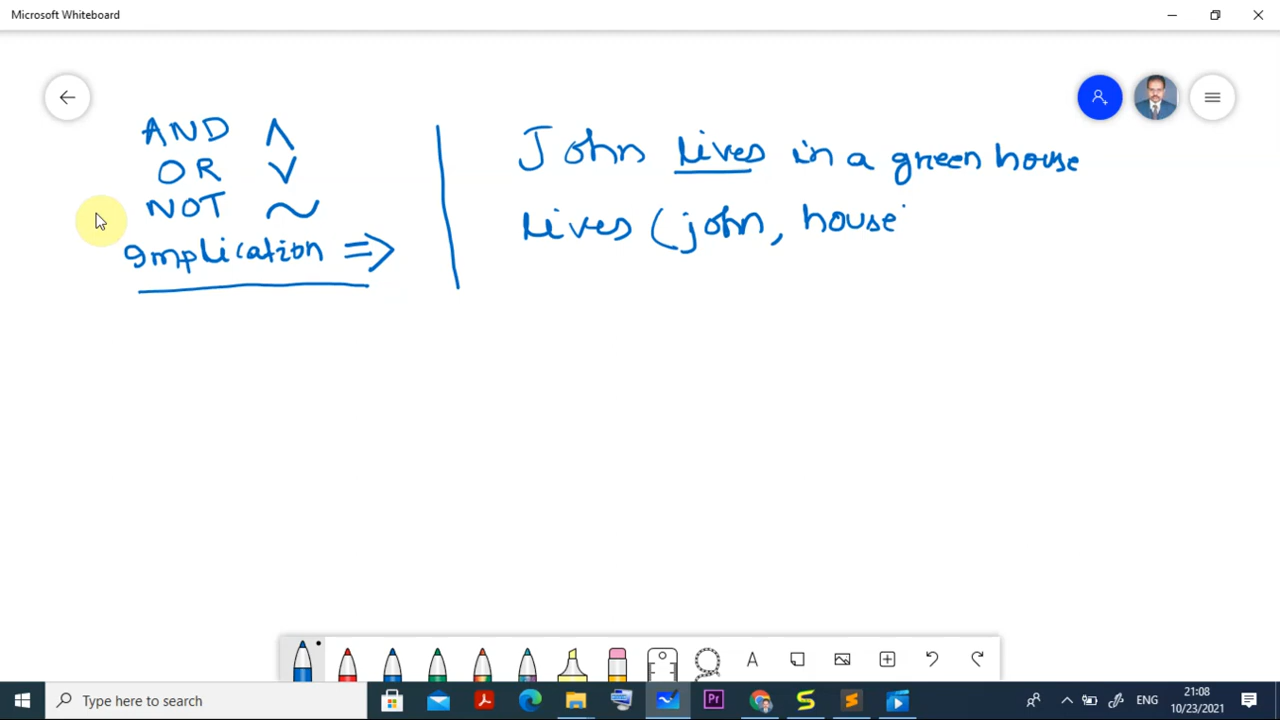 Microsoft Whiteboard
AND ∧
OR ∨
NOT ~
Implication ⇒
John lives in a green house
lives (john, house
A
Type here to search
Pr
S
ENG
21:08
10/23/2021